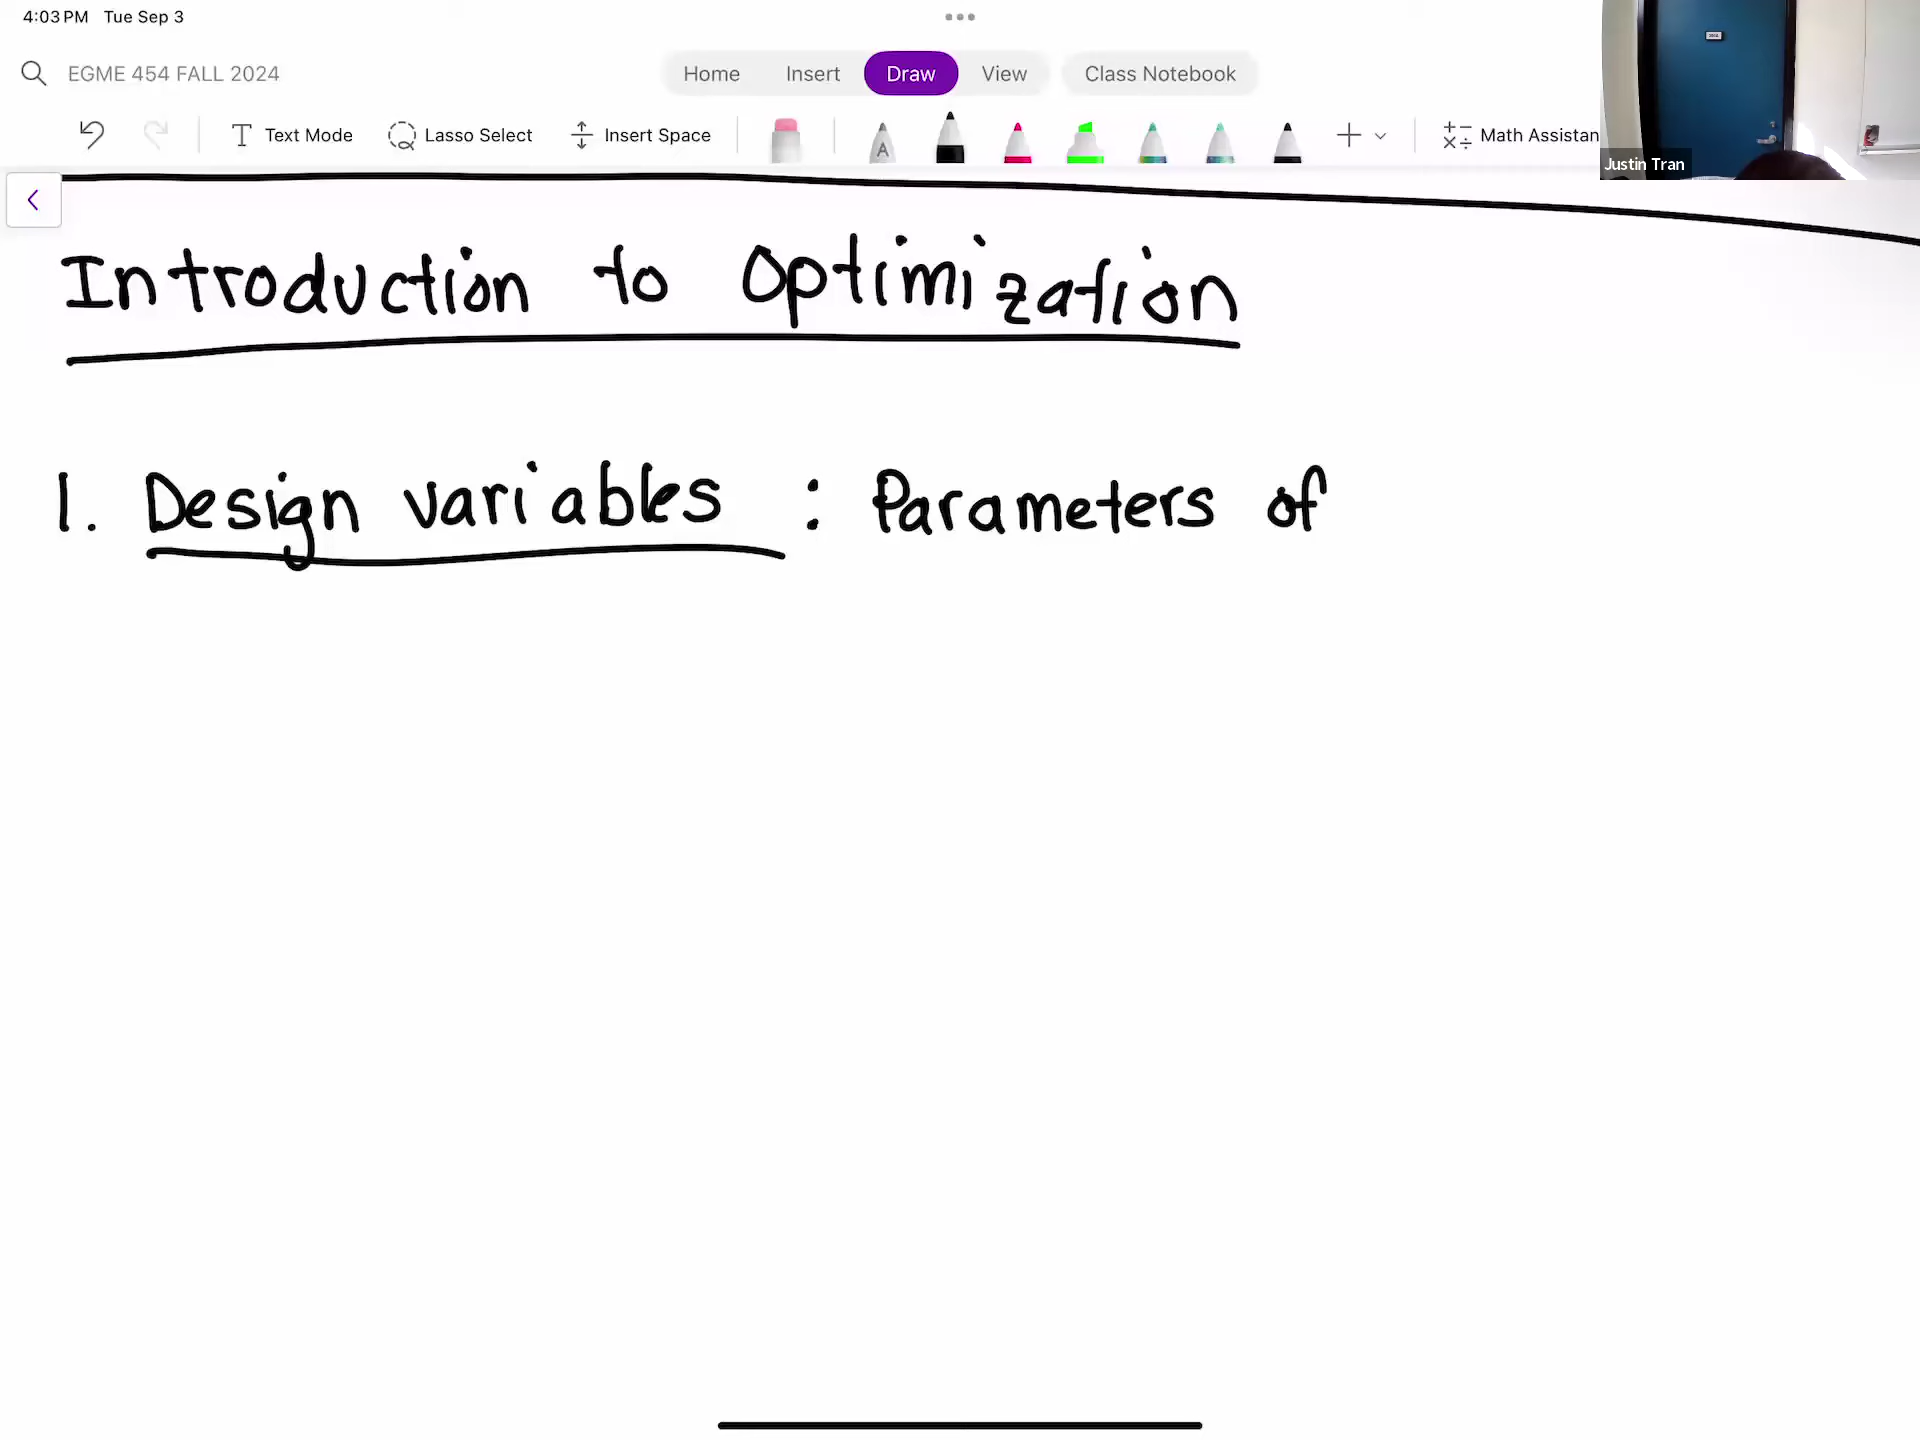 4:03 PM Tue Sep 3
EGME 454 FALL 2024
Home Insert Draw View Class Notebook
Text Mode Lasso Select Insert Space A Math Assistan
Justin Tran
Introduction to Optimization
1. Design variables : Parameters of